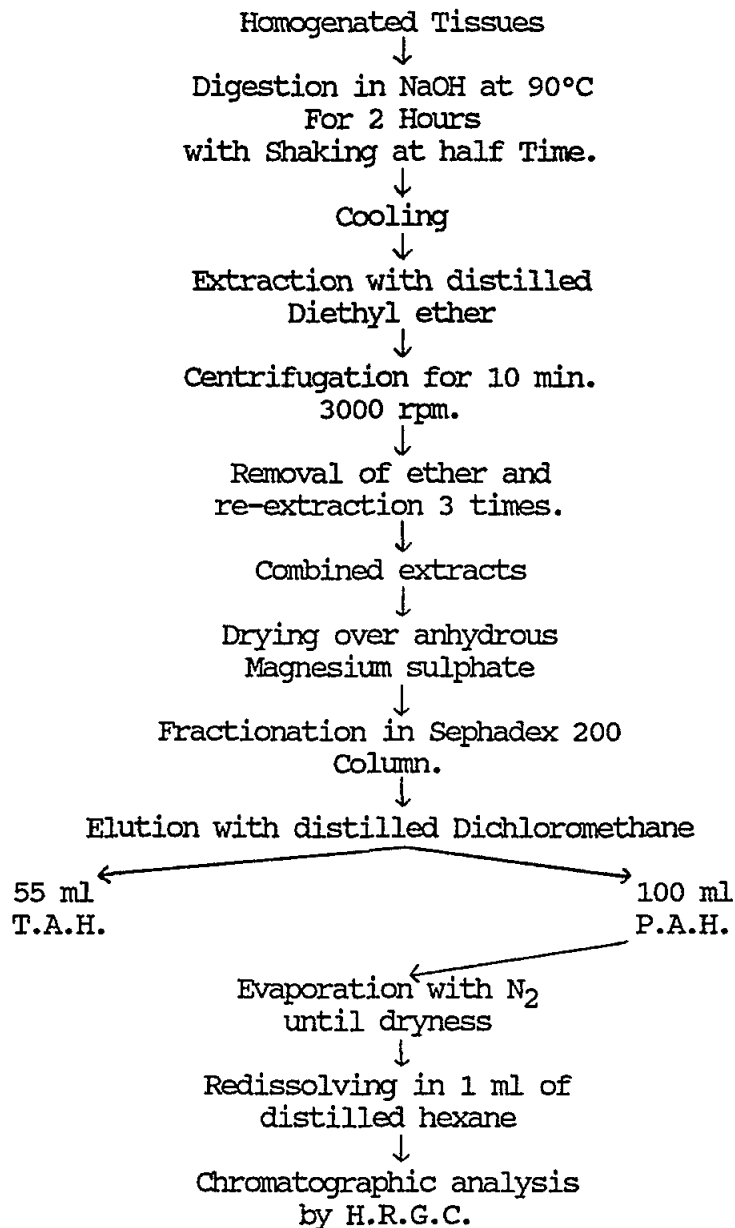 Homogenated Tissues
↓
Digestion in NaOH at 90°C
For 2 Hours
with Shaking at half Time.
↓
Cooling
↓
Extraction with distilled
Diethyl ether
↓
Centrifugation for 10 min.
3000 rpm.
↓
Removal of ether and
re-extraction 3 times.
↓
Combined extracts
↓
Drying over anhydrous
Magnesium sulphate
↓
Fractionation in Sephadex 200
Column.
↓
Elution with distilled Dichloromethane
55 ml
T.A.H.
100 ml
P.A.H.
Evaporation with N₂
until dryness
↓
Redissolving in 1 ml of
distilled hexane
↓
Chromatographic analysis
by H.R.G.C.